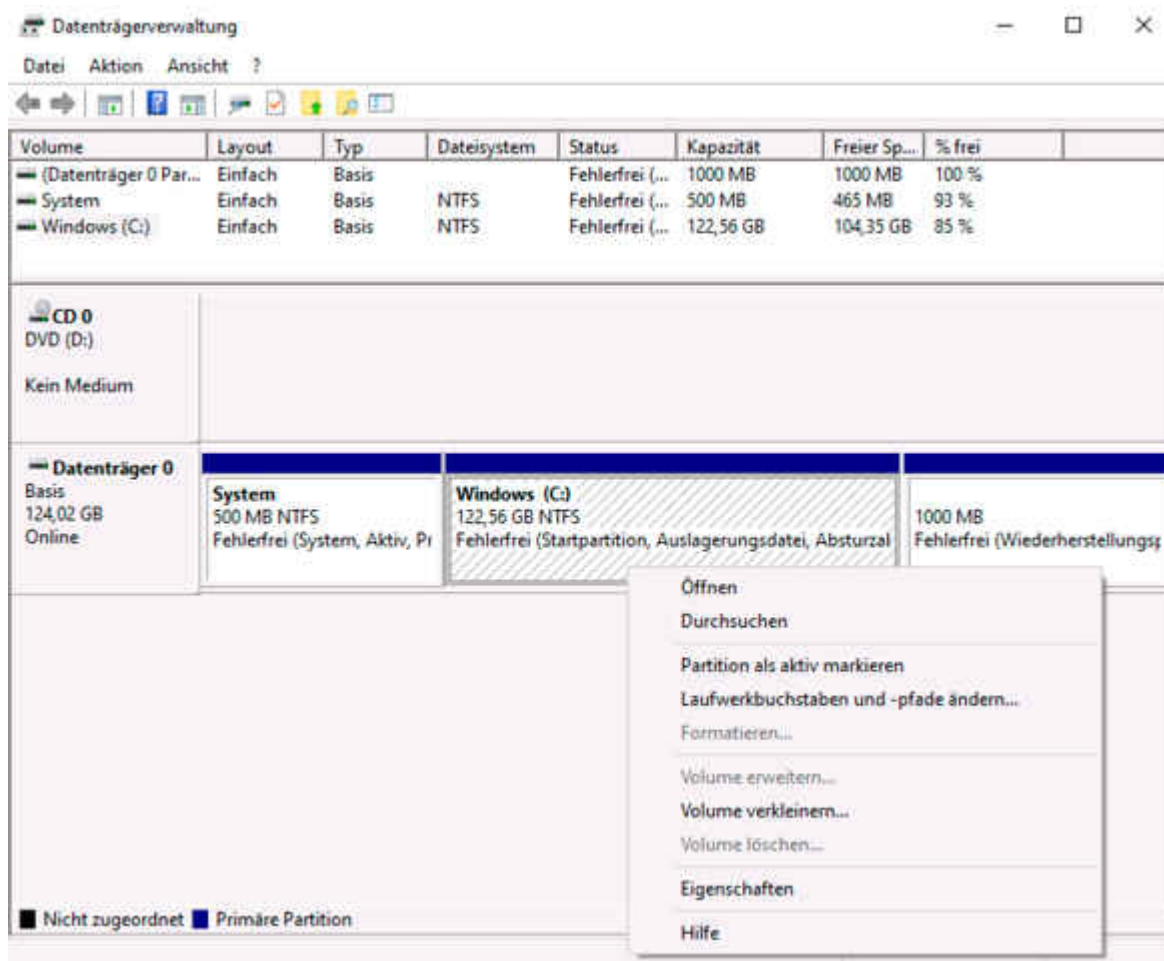 Datenträgerverwaltung
Datei Aktion Ansicht ?
Volume Layout Typ Dateisystem Status Kapazität Freier Sp... % frei
(Datenträger 0 Par... Einfach Basis Fehlerfrei (... 1000 MB 1000 MB 100 %
System Einfach Basis NTFS Fehlerfrei (... 500 MB 465 MB 93 %
Windows (C:) Einfach Basis NTFS Fehlerfrei (... 122,56 GB 104,35 GB 85 %
CD 0
DVD (D:)
Kein Medium
Datenträger 0
Basis
124,02 GB
Online
System
500 MB NTFS
Fehlerfrei (System, Aktiv, Pr
Windows (C:)
122,56 GB NTFS
Fehlerfrei (Startpartition, Auslagerungsdatei, Absturzal
1000 MB
Fehlerfrei (Wiederherstellungsp
Öffnen
Durchsuchen
Partition als aktiv markieren
Laufwerkbuchstaben und -pfade ändern...
Formatieren...
Volume erweitern...
Volume verkleinern...
Volume löschen...
Eigenschaften
Hilfe
Nicht zugeordnet Primäre Partition